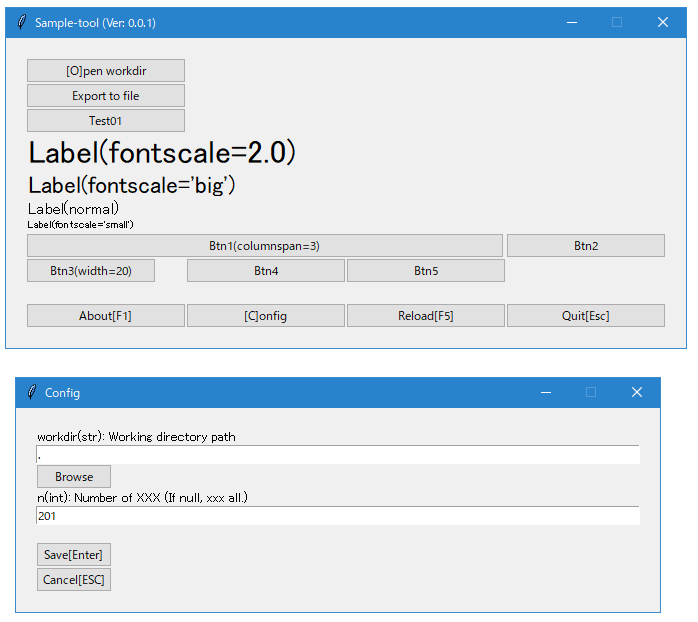 Sample-tool (Ver: 0.0.1)
[O]pen workdir
Export to file
Test01
Label(fontscale=2.0)
Label(fontscale='big')
Label(normal)
Label(fontscale='small')
Btn1(columnspan=3) Btn2
Btn3(width=20) Btn4 Btn5
About[F1] [C]onfig Reload[F5] Quit[Esc]
Config
workdir(str): Working directory path
.
Browse
n(int): Number of XXX (If null, xxx all.)
201
Save[Enter]
Cancel[ESC]